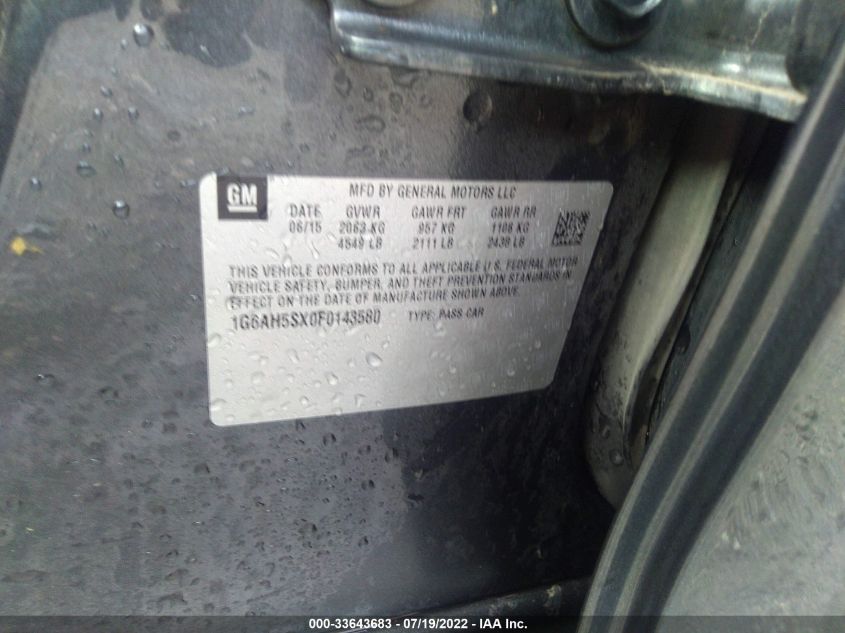 GM
MFD BY GENERAL MOTORS LLC
DATE GVWR GAWR FRT GAWR RR
06/15 2063 KG 957 KG 1106 KG
4549 LB 2111 LB 2438 LB
THIS VEHICLE CONFORMS TO ALL APPLICABLE U.S. FEDERAL MOTOR
VEHICLE SAFETY, BUMPER, AND THEFT PREVENTION STANDARDS IN
EFFECT ON THE DATE OF MANUFACTURE SHOWN ABOVE.
1G6AH5SX0F0143580 TYPE: PASS CAR
000-33643683 - 07/19/2022 - IAA Inc.